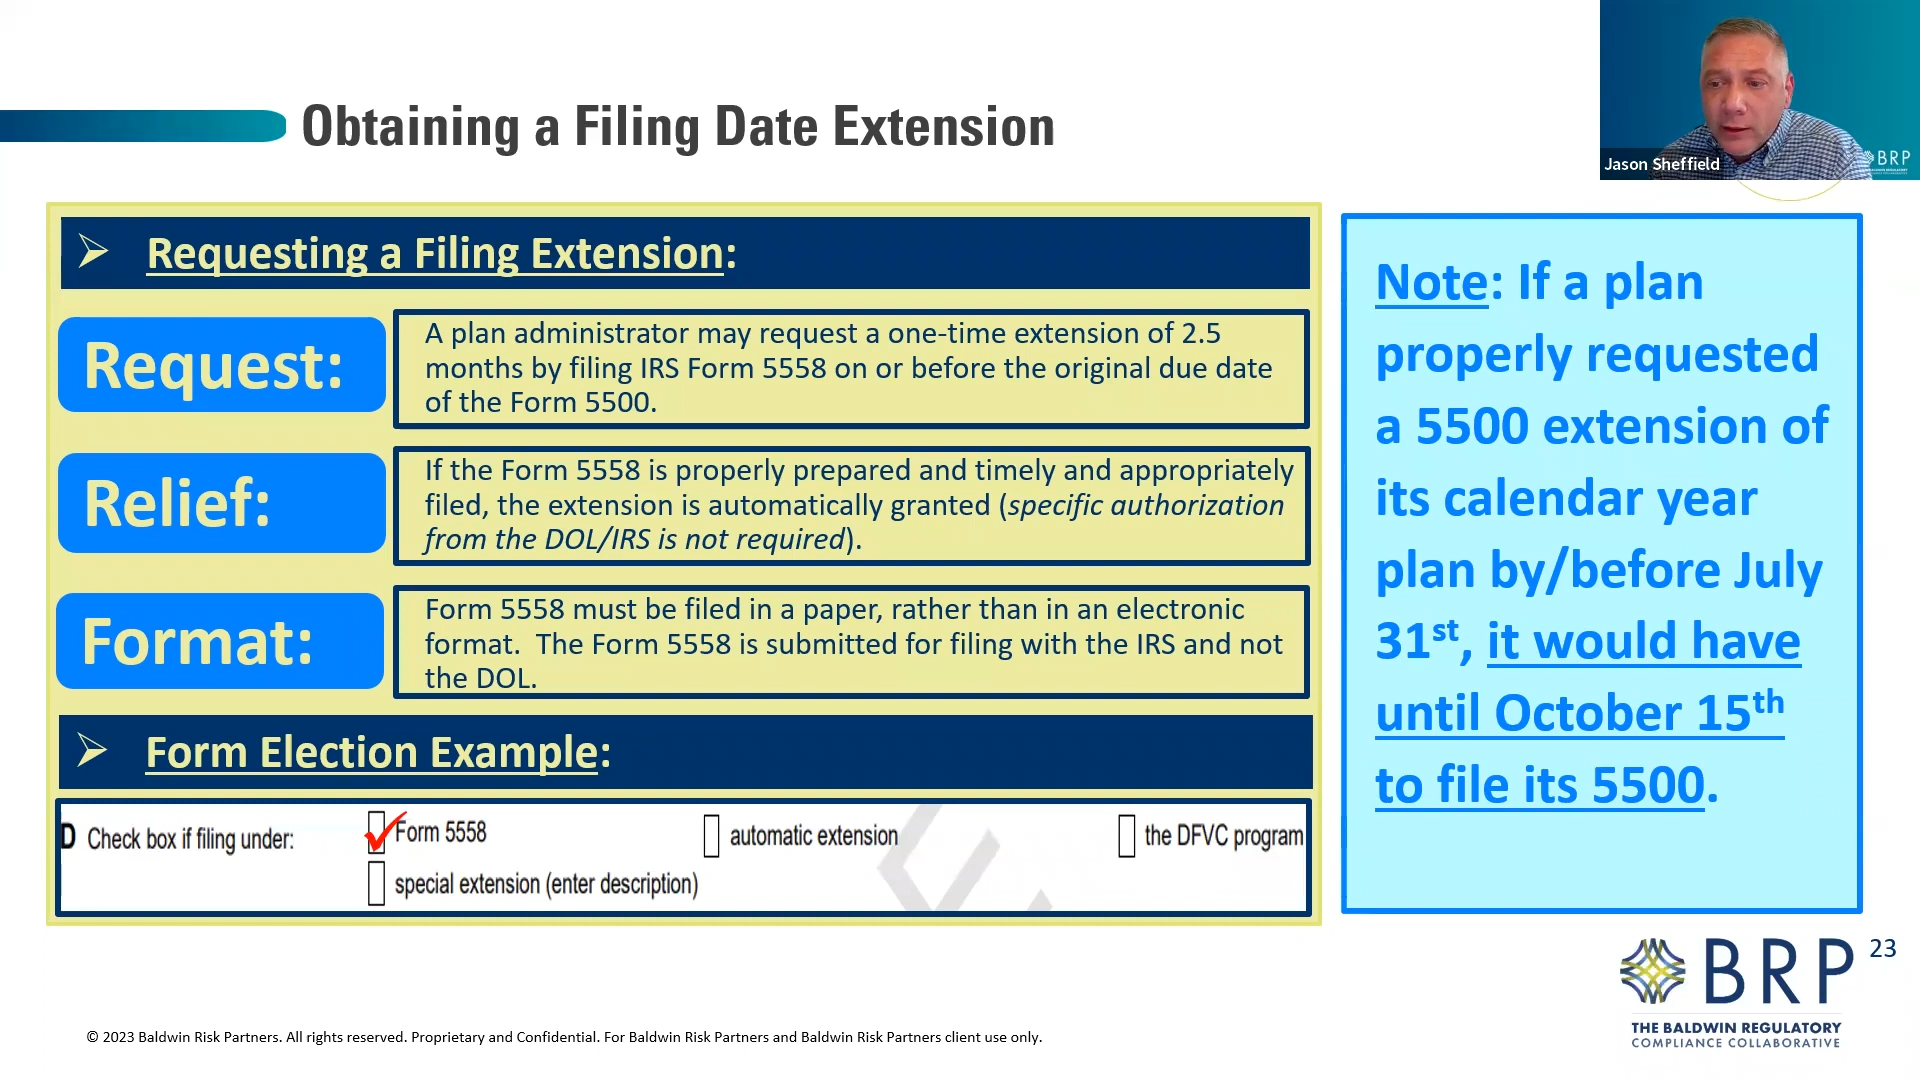 Obtaining a Filing Date Extension
Jason Sheffield
BRP
Requesting a Filing Extension:
Request:
A plan administrator may request a one-time extension of 2.5
months by filing IRS Form 5558 on or before the original due date
of the Form 5500.
Relief:
If the Form 5558 is properly prepared and timely and appropriately
filed, the extension is automatically granted (specific authorization
from the DOL/IRS is not required).
Format:
Form 5558 must be filed in a paper, rather than in an electronic
format.  The Form 5558 is submitted for filing with the IRS and not
the DOL.
Form Election Example:
D Check box if filing under: Form 5558 automatic extension the DFVC program
special extension (enter description)
Note: If a plan
properly requested
a 5500 extension of
its calendar year
plan by/before July
31st, it would have
until October 15th
to file its 5500.
BRP
23
THE BALDWIN REGULATORY
COMPLIANCE COLLABORATIVE
© 2023 Baldwin Risk Partners. All rights reserved. Proprietary and Confidential. For Baldwin Risk Partners and Baldwin Risk Partners client use only.